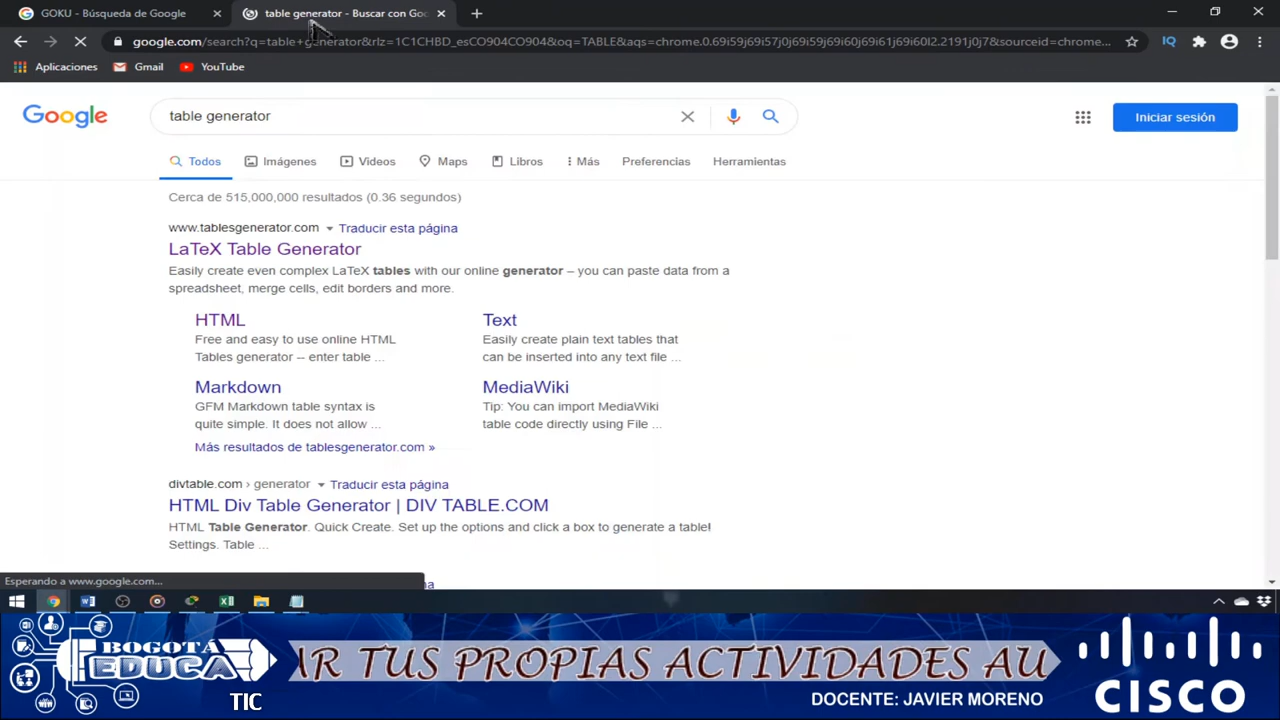 GOKU - Búsqueda de Google
table generator - Buscar con Goo
google.com/search?q=table+generator&rlz=1C1CHBD_esCO904CO904&oq=TABLE&aqs=chrome.0.69i59j69i57j0j69i59j69i60j69i61j69i60l2.2191j0j7&sourceid=chrome...
IQ
Aplicaciones
Gmail
YouTube
Google
table generator
Iniciar sesión
Todos
Imágenes
Videos
Maps
Libros
Más
Preferencias
Herramientas
Cerca de 515,000,000 resultados (0.36 segundos)
www.tablesgenerator.com Traducir esta página
LaTeX Table Generator
Easily create even complex LaTeX tables with our online generator – you can paste data from a
spreadsheet, merge cells, edit borders and more.
HTML
Free and easy to use online HTML
Tables generator -- enter table ...
Text
Easily create plain text tables that
can be inserted into any text file ...
Markdown
GFM Markdown table syntax is
quite simple. It does not allow ...
MediaWiki
Tip: You can import MediaWiki
table code directly using File ...
Más resultados de tablesgenerator.com »
divtable.com › generator Traducir esta página
HTML Div Table Generator | DIV TABLE.COM
HTML Table Generator. Quick Create. Set up the options and click a box to generate a table!
Settings. Table ...
Esperando a www.google.com...
BOGOTÁ
EDUCA
TIC
AR TUS PROPIAS ACTIVIDADES AU
DOCENTE: JAVIER MORENO
CISCO